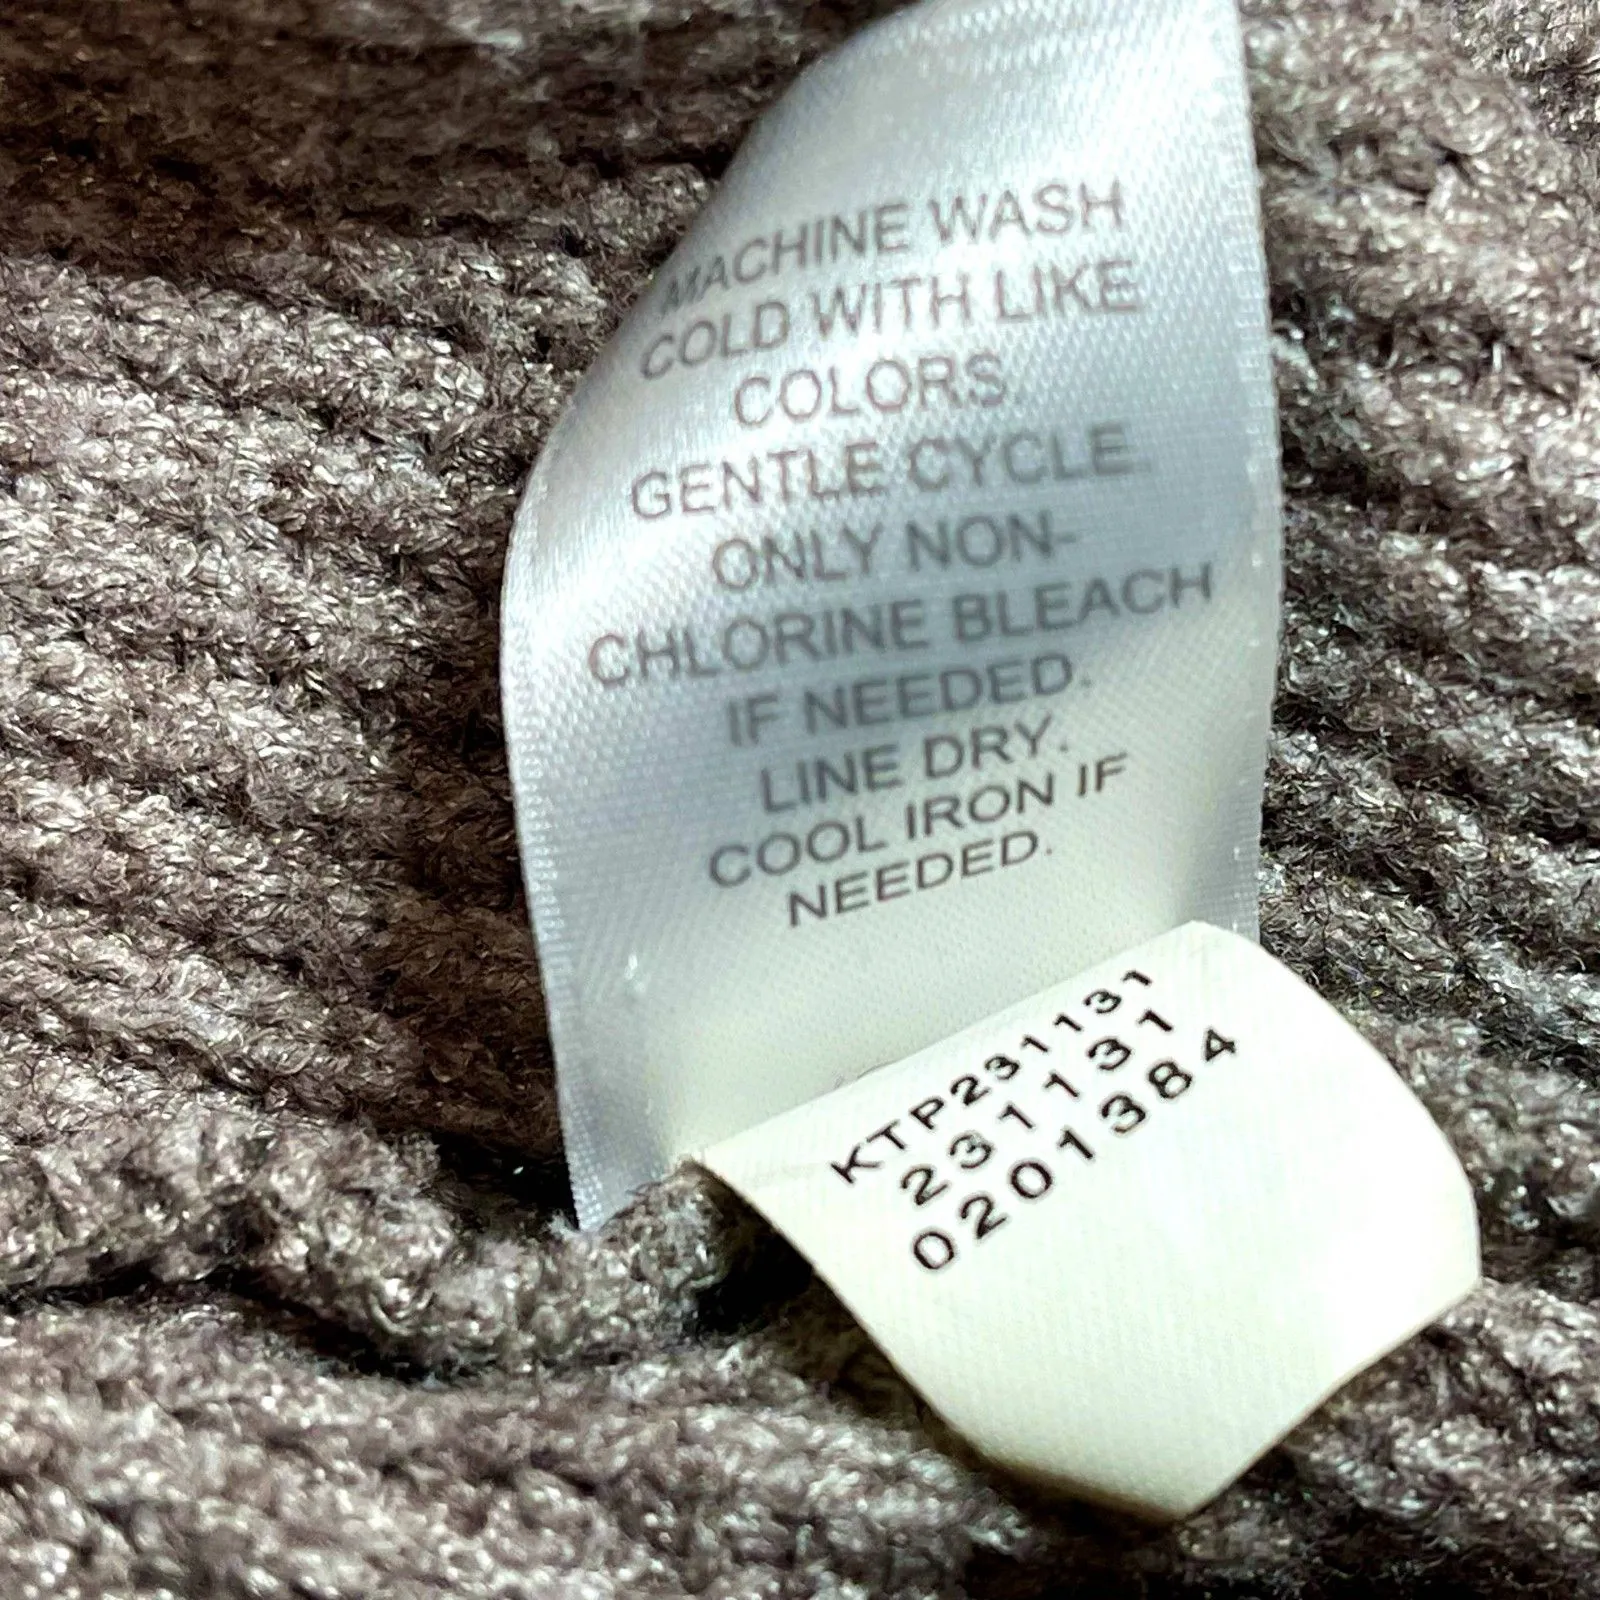 MACHINE WASH
COLD WITH LIKE
COLORS.
GENTLE CYCLE
ONLY NON-
CHLORINE BLEACH
IF NEEDED.
LINE DRY.
COOL IRON IF
NEEDED.
KTP231131
231131
0201384